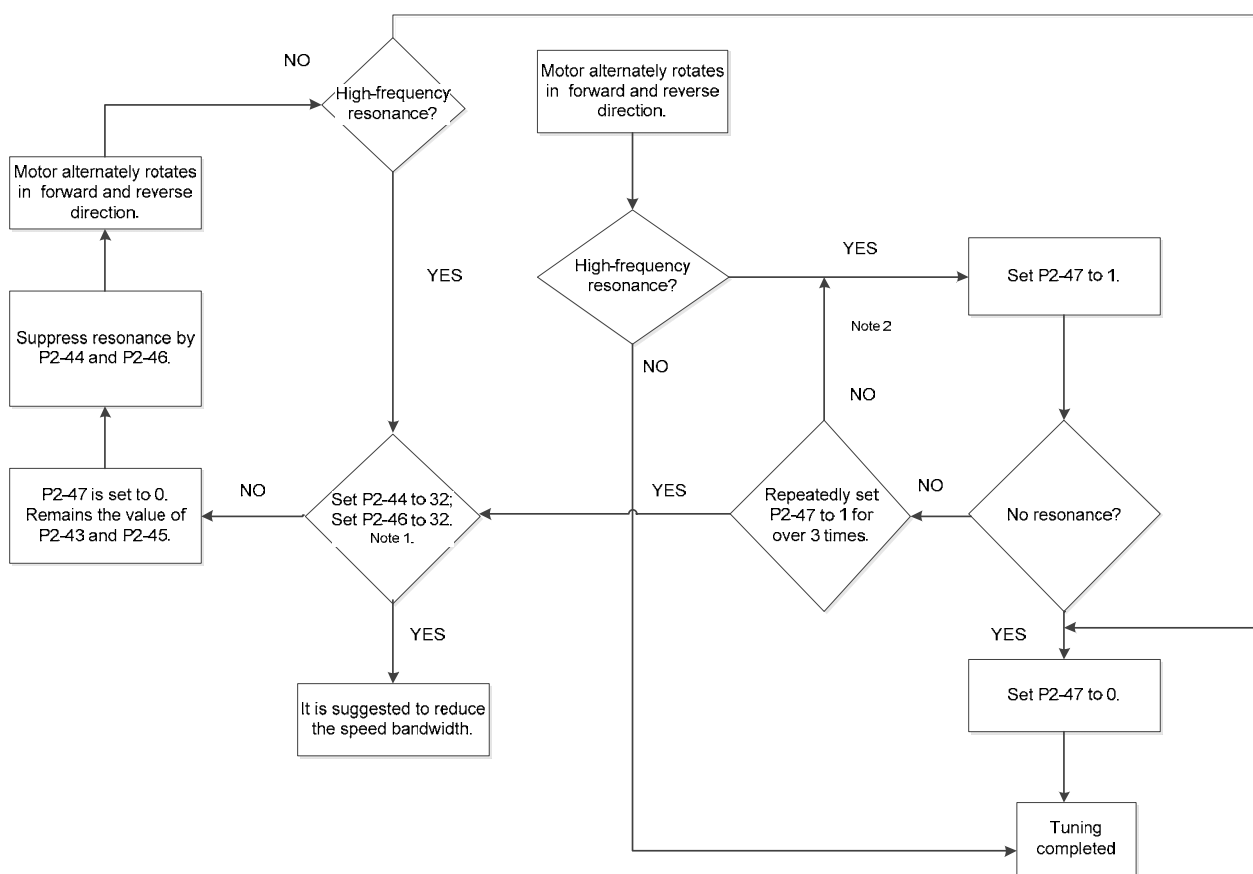 NO
High-frequency
resonance?
Motor alternately rotates
in forward and reverse
direction.
YES
Suppress resonance by
P2-44 and P2-46.
P2-47 is set to 0.
Remains the value of
P2-43 and P2-45.
NO
Set P2-44 to 32;
Set P2-46 to 32.
Note 1.
YES
It is suggested to reduce
the speed bandwidth.
Motor alternately rotates
in forward and reverse
direction.
High-frequency
resonance?
YES
Set P2-47 to 1.
Note 2
NO
NO
YES
Repeatedly set
P2-47 to 1 for
over 3 times.
NO
No resonance?
YES
Set P2-47 to 0.
Tuning
completed